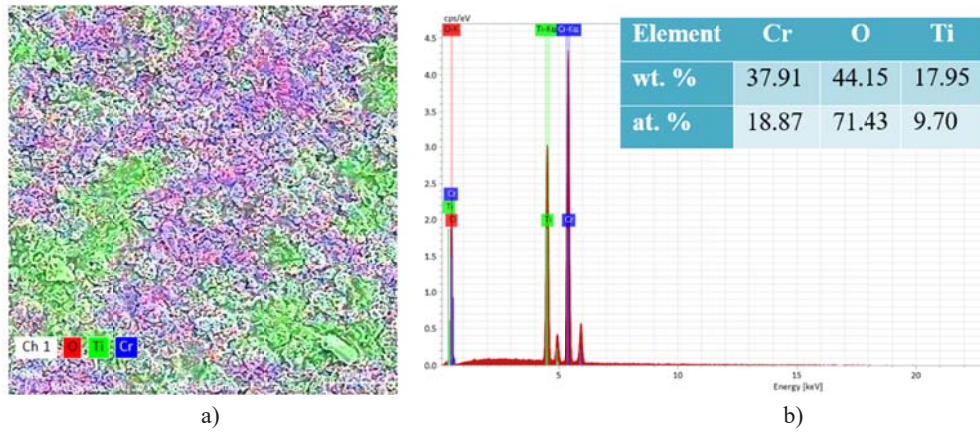 Ch 1 O Ti Cr
a)
cps/eV
O-K Ti-Kα Cr-Kα
4.5
4.0
3.5
3.0
2.5
2.0
1.5
1.0
0.5
0.0
Cr
Ti
O
Ti
Cr
5 10 15 20
Energy [keV]
Element Cr O Ti
wt. % 37.91 44.15 17.95
at. % 18.87 71.43 9.70
b)